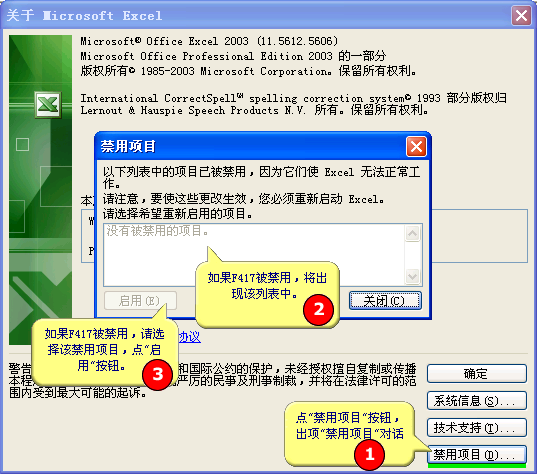 关于 Microsoft Excel
Microsoft® Office Excel 2003 (11.5612.5606)
Microsoft Office Professional Edition 2003 的一部分
版权所有© 1985-2003 Microsoft Corporation。保留所有权利。
International CorrectSpell™ spelling correction system© 1993 部分版权归
Lernout & Hauspie Speech Products N.V. 所有。保留所有权利。
禁用项目
以下列表中的项目已被禁用，因为它们使 Excel 无法正常工
作。
请注意，要使这些更改生效，您必须重新启动 Excel。
请选择希望重新启用的项目。
没有被禁用的项目。
如果F417被禁用，将出
现该列表中。
2
启用(E)
关闭(C)
如果F417被禁用，请选
择该禁用项目，点"启
用"按钮。
3
协议
警告
和国际公约的保护，未经授权擅自复制或传播
本程
严厉的民事及刑事制裁，并将在法律许可的范
围内受到最大可能的起诉。
点"禁用项目"按钮，
出项"禁用项目"对话
1
确定
系统信息(S)...
技术支持(T)...
禁用项目(D)...